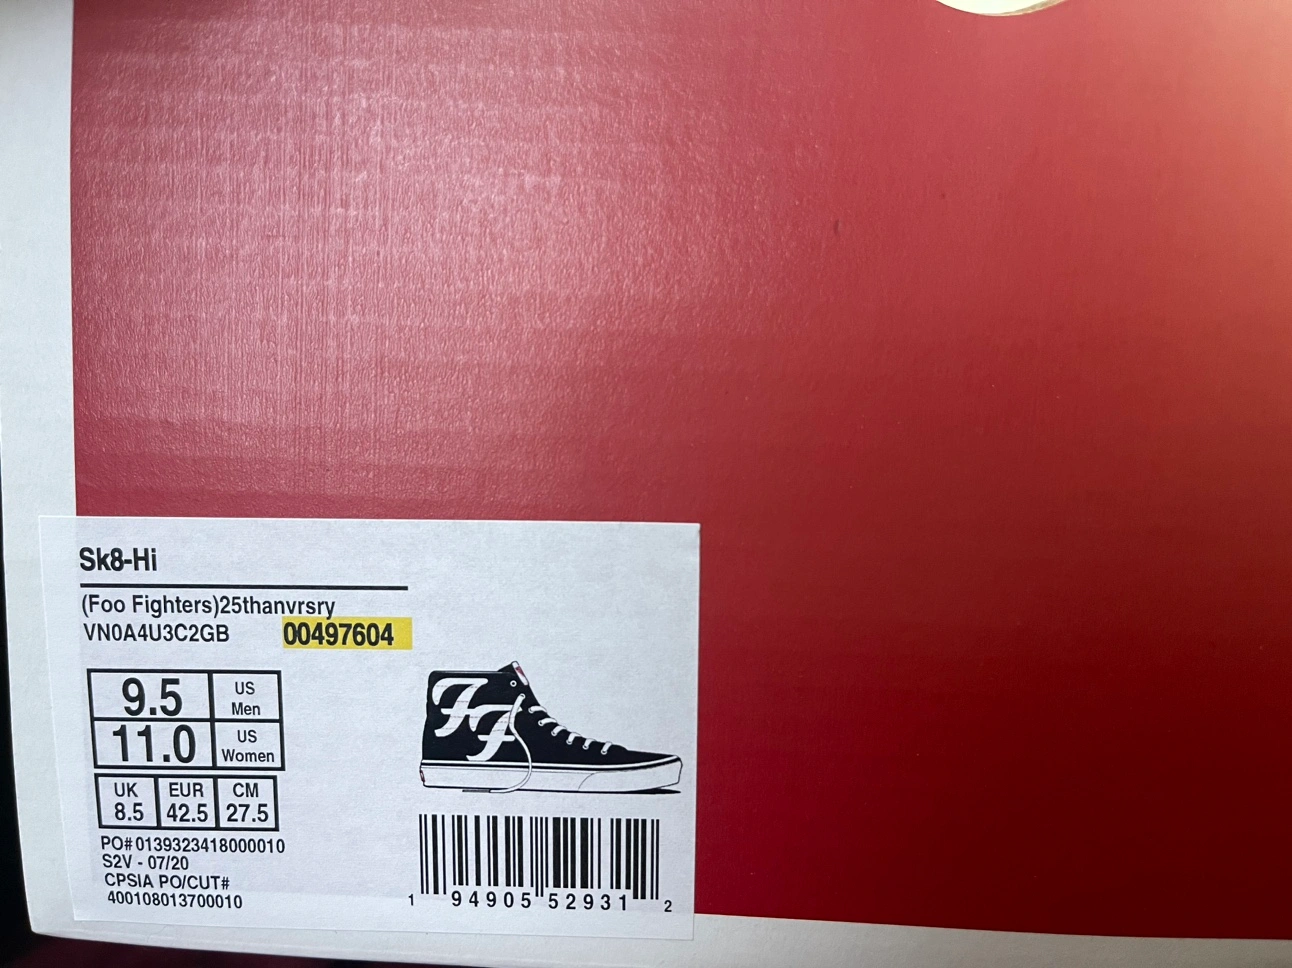 Sk8-Hi
(Foo Fighters)25thanvrsry
VN0A4U3C2GB 00497604
9.5 US Men
11.0 US Women
UK EUR CM
8.5 42.5 27.5
PO# 0139323418000010
S2V - 07/20
CPSIA PO/CUT#
400108013700010
FF
1 94905 52931 2